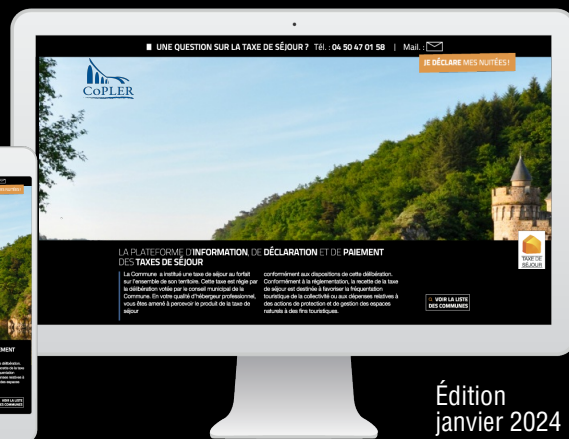 ■ UNE QUESTION SUR LA TAXE DE SÉJOUR ? Tél. : 04 50 47 01 58 | Mail. :
JE DÉCLARE MES NUITÉES !
CoPLER
LA PLATEFORME D'INFORMATION, DE DÉCLARATION ET DE PAIEMENT
DES TAXES DE SÉJOUR
La Commune a institué une taxe de séjour au forfait
sur l'ensemble de son territoire. Cette taxe est régie par
la délibération votée par le conseil municipal de la
Commune. En votre qualité d'hébergeur professionnel,
vous êtes amené à percevoir le produit de la taxe de
séjour
conformément aux dispositions de cette délibération.
Conformément à la réglementation, la recette de la taxe
de séjour est destinée à favoriser la fréquentation
touristique de la collectivité ou aux dépenses relatives à
des actions de protection et de gestion des espaces
naturels à des fins touristiques.
TAXE DE
SÉJOUR
VOIR LA LISTE
DES COMMUNES
VOIR LA LISTE
DES COMMUNES
Édition
janvier 2024